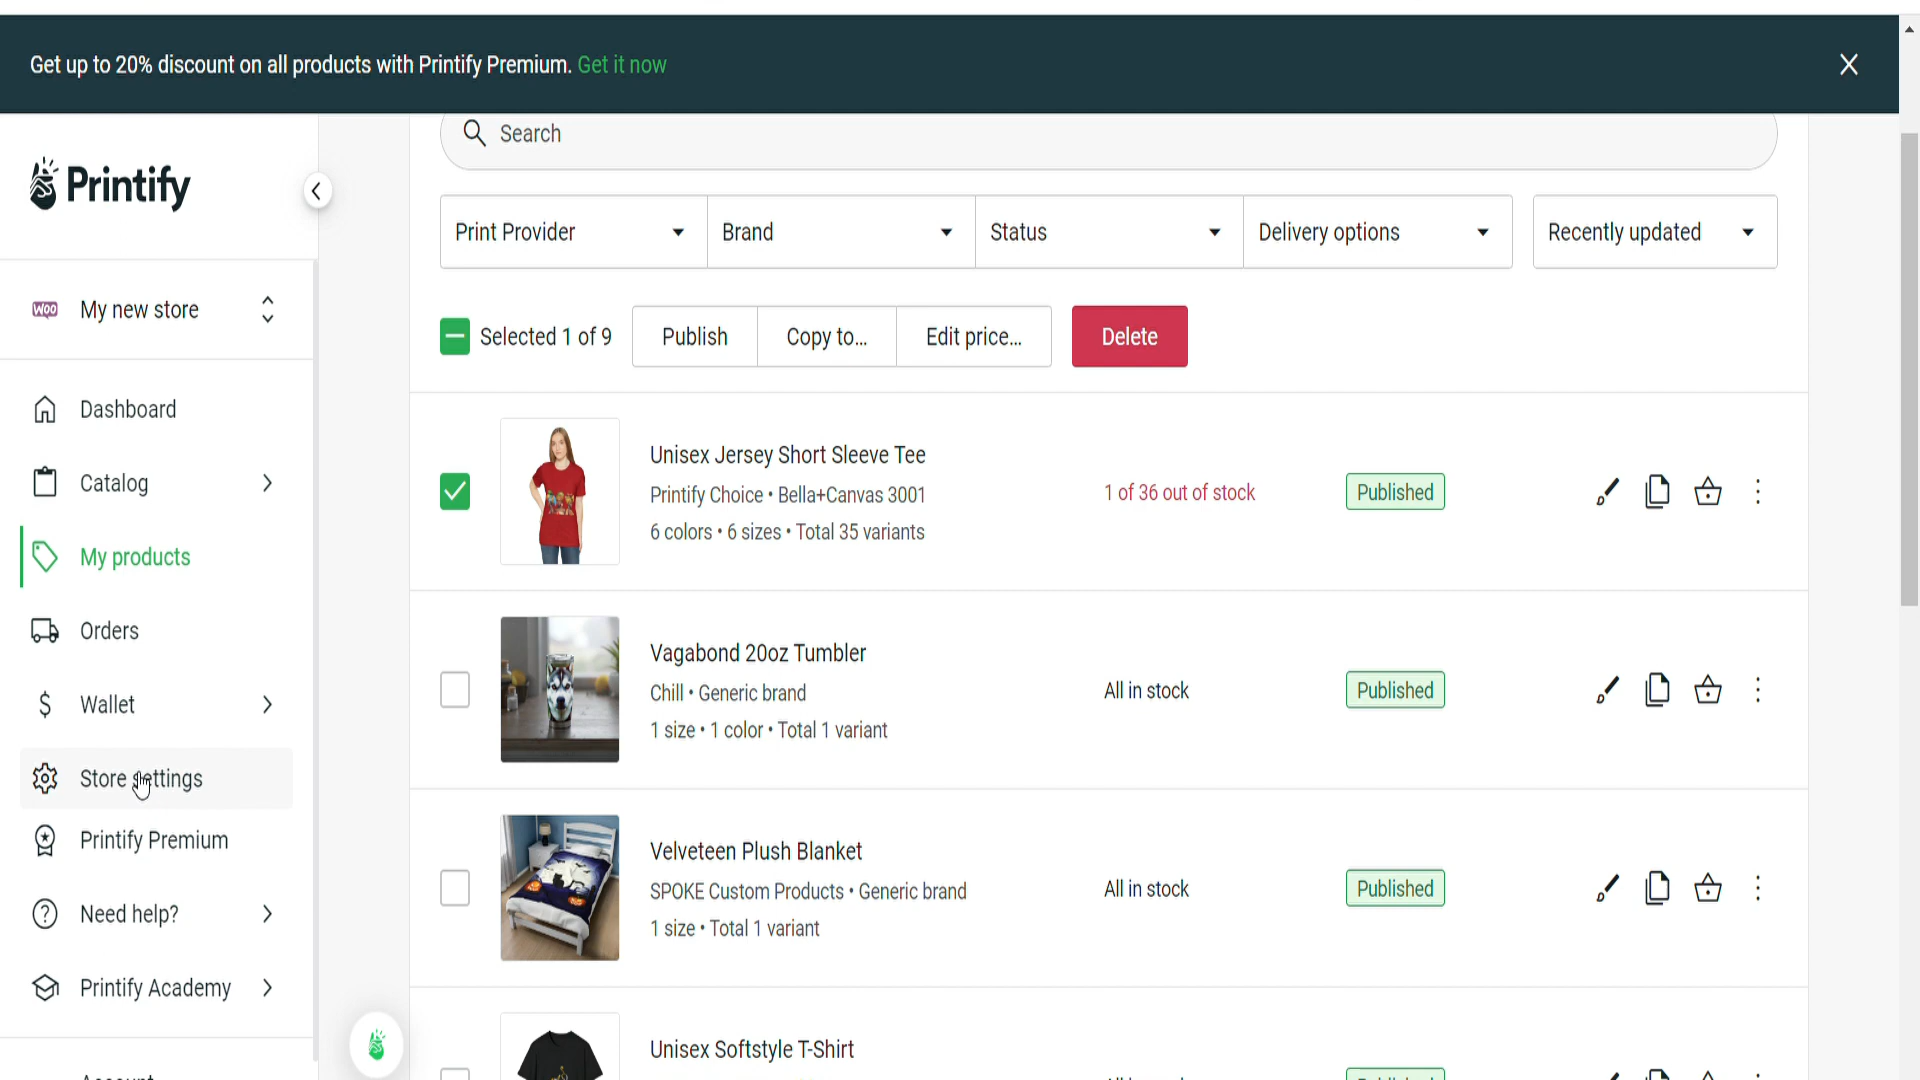 Get up to 20% discount on all products with Printify Premium. Get it now
Printify
Search
Print Provider
Brand
Status
Delivery options
Recently updated
WOO
My new store
Selected 1 of 9
Publish
Copy to...
Edit price...
Delete
Dashboard
Catalog
My products
Orders
Wallet
Store settings
Printify Premium
Need help?
Printify Academy
Unisex Jersey Short Sleeve Tee
Printify Choice • Bella+Canvas 3001
6 colors • 6 sizes • Total 35 variants
1 of 36 out of stock
Published
Vagabond 20oz Tumbler
Chill • Generic brand
1 size • 1 color • Total 1 variant
All in stock
Published
Velveteen Plush Blanket
SPOKE Custom Products • Generic brand
1 size • Total 1 variant
All in stock
Published
Unisex Softstyle T-Shirt